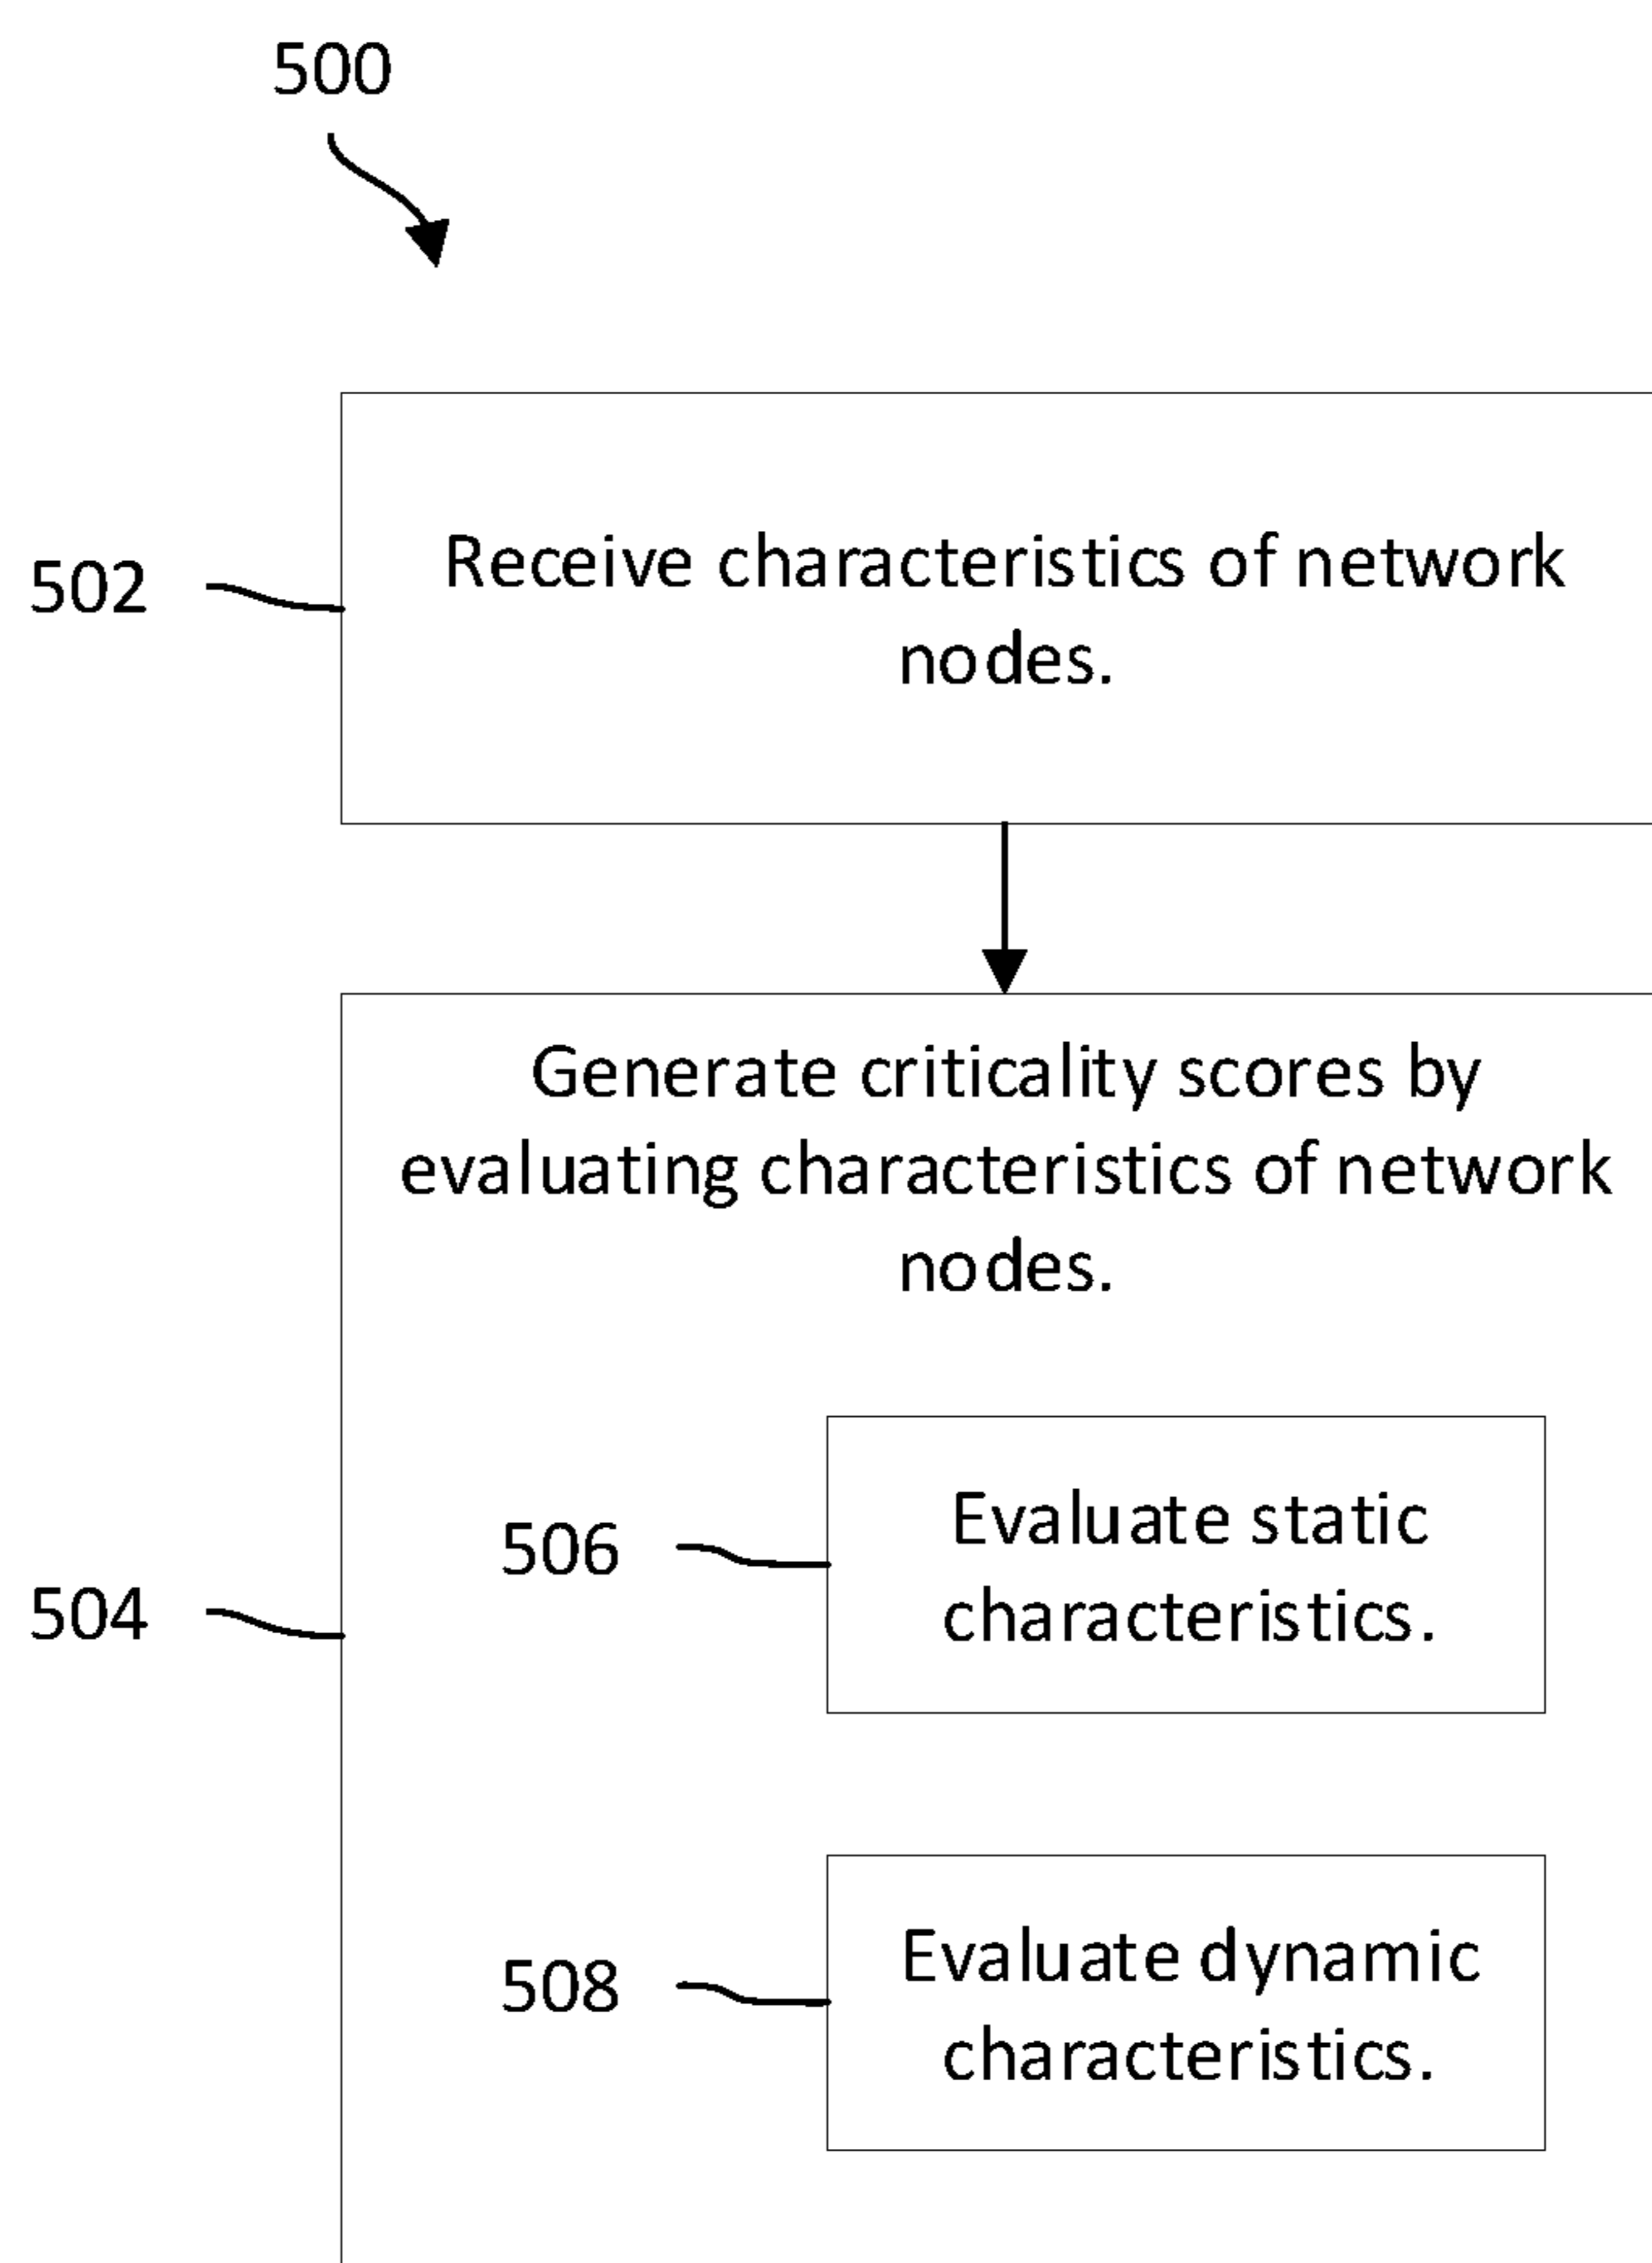 500
502
Receive characteristics of network
nodes.
Generate criticality scores by
evaluating characteristics of network
nodes.
506
Evaluate static
characteristics.
504
508
Evaluate dynamic
characteristics.